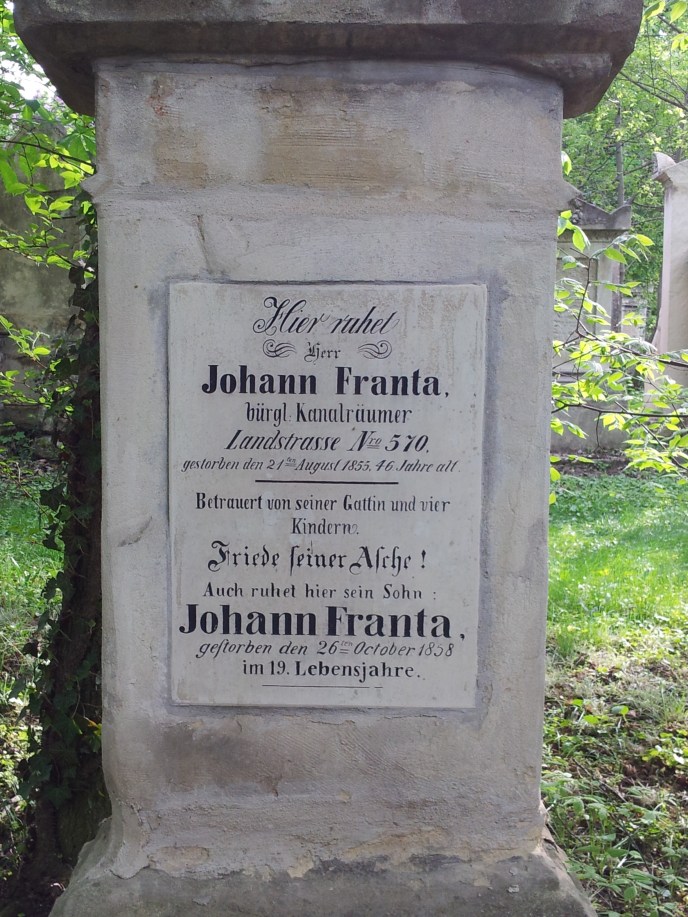 Hier ruhet
Herr
Johann Franta,
bürgl: Kanalräumer
Landstrasse Nro 570.
gestorben den 21ten August 1855, 46 Jahre alt.
Betrauert von seiner Gattin und vier
Kindern.
Friede ſeiner Aſche!
Auch ruhet hier sein Sohn:
Johann Franta,
geſtorben den 26ten October 1858
im 19. Lebensjahre.